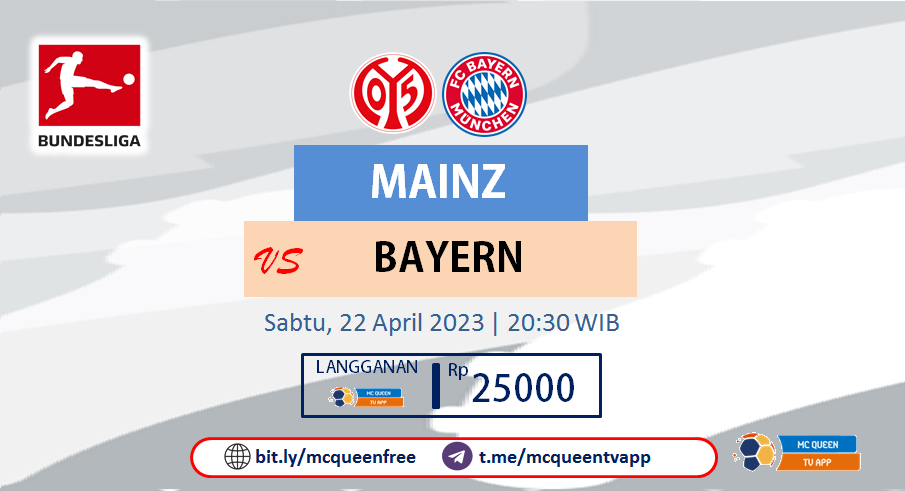 BUNDESLIGA
05
FC BAYERN
MÜNCHEN
MAINZ
VS BAYERN
Sabtu, 22 April 2023 | 20:30 WIB
LANGGANAN
MC QUEEN
TV APP
Rp 25000
bit.ly/mcqueenfree t.me/mcqueentvapp
MC QUEEN
TV APP